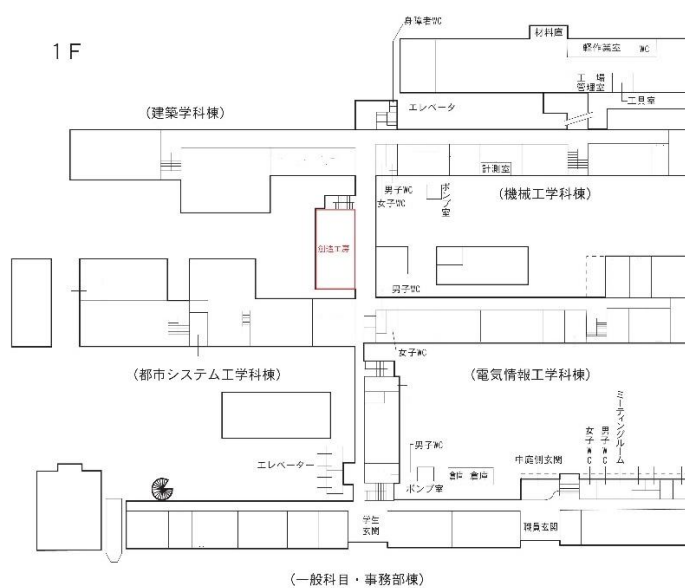 1F
身障者WC
材料庫
軽作業室 WC
工場
管理室
工具室
エレベータ
(建築学科棟)
計測室
男子WC
女子WC
ポンプ室
(機械工学科棟)
創造工房
男子WC
女子WC
(都市システム工学科棟)
(電気情報工学科棟)
エレベーター
男子WC
ポンプ室
倉庫 倉庫
中庭側玄関
女子WC
男子WC
ミーティングルーム
学生
玄関
職員玄関
(一般科目・事務部棟)